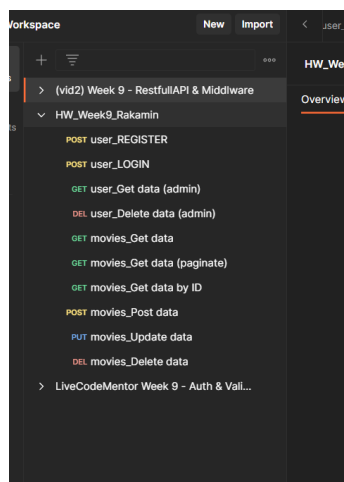 Workspace
New
Import
user_
HW_We
Overview
s
ts
(vid2) Week 9 - RestfullAPI & Middlware
HW_Week9_Rakamin
POST user_REGISTER
POST user_LOGIN
GET user_Get data (admin)
DEL user_Delete data (admin)
GET movies_Get data
GET movies_Get data (paginate)
GET movies_Get data by ID
POST movies_Post data
PUT movies_Update data
DEL movies_Delete data
LiveCodeMentor Week 9 - Auth & Vali...